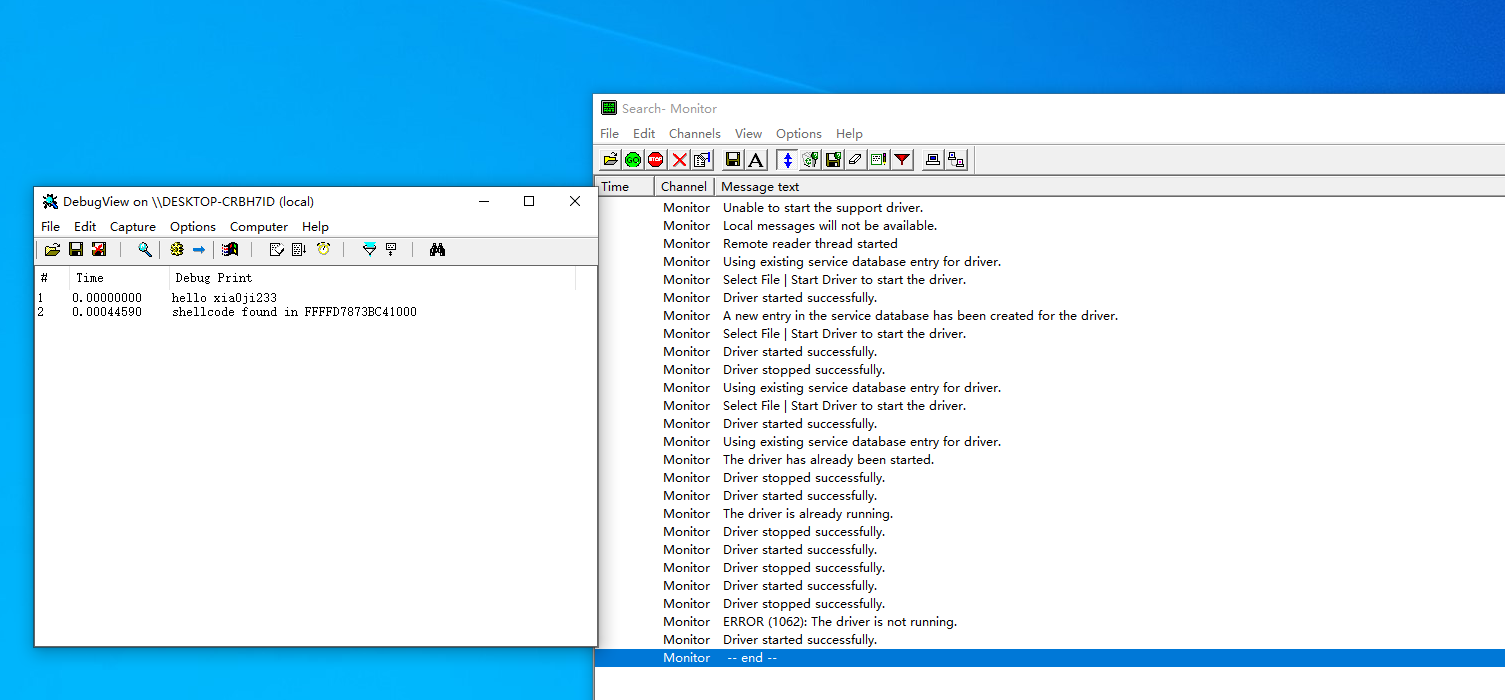 Search- Monitor
File Edit Channels View Options Help
Time Channel Message text
Monitor Unable to start the support driver.
Monitor Local messages will not be available.
Monitor Remote reader thread started
Monitor Using existing service database entry for driver.
Monitor Select File | Start Driver to start the driver.
Monitor Driver started successfully.
Monitor A new entry in the service database has been created for the driver.
Monitor Select File | Start Driver to start the driver.
Monitor Driver started successfully.
Monitor Driver stopped successfully.
Monitor Using existing service database entry for driver.
Monitor Select File | Start Driver to start the driver.
Monitor Driver started successfully.
Monitor Using existing service database entry for driver.
Monitor The driver has already been started.
Monitor Driver stopped successfully.
Monitor Driver started successfully.
Monitor The driver is already running.
Monitor Driver stopped successfully.
Monitor Driver started successfully.
Monitor Driver stopped successfully.
Monitor Driver started successfully.
Monitor Driver stopped successfully.
Monitor ERROR (1062): The driver is not running.
Monitor Driver started successfully.
Monitor -- end --
DebugView on \\DESKTOP-CRBH7ID (local)
File Edit Capture Options Computer Help
# Time Debug Print
1 0.00000000 hello xia0ji233
2 0.00044590 shellcode found in FFFFD7873BC41000